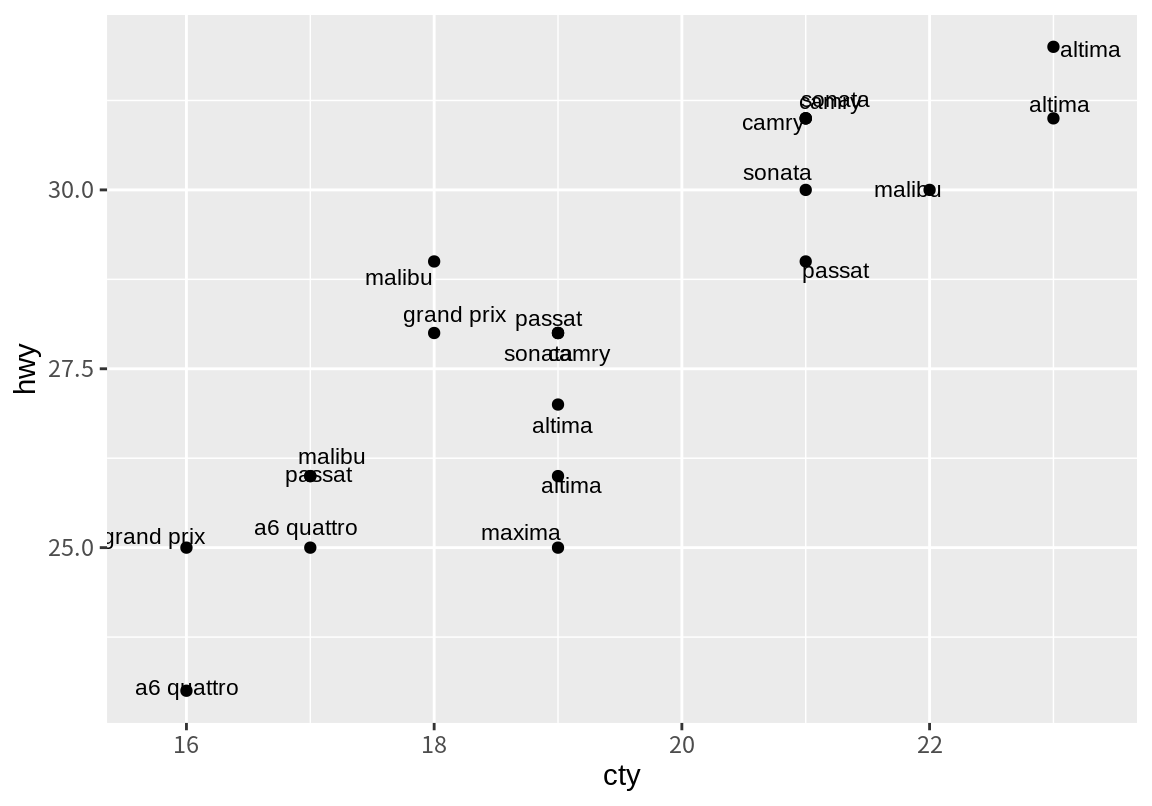 altima
sonata
camry
altima
camry
sonata
30.0
malibu
passat
malibu
grand prix
passat
sonata
camry
27.5
hwy
altima
malibu
passat
altima
a6 quattro
maxima
grand prix
25.0
a6 quattro
16
18
20
22
cty